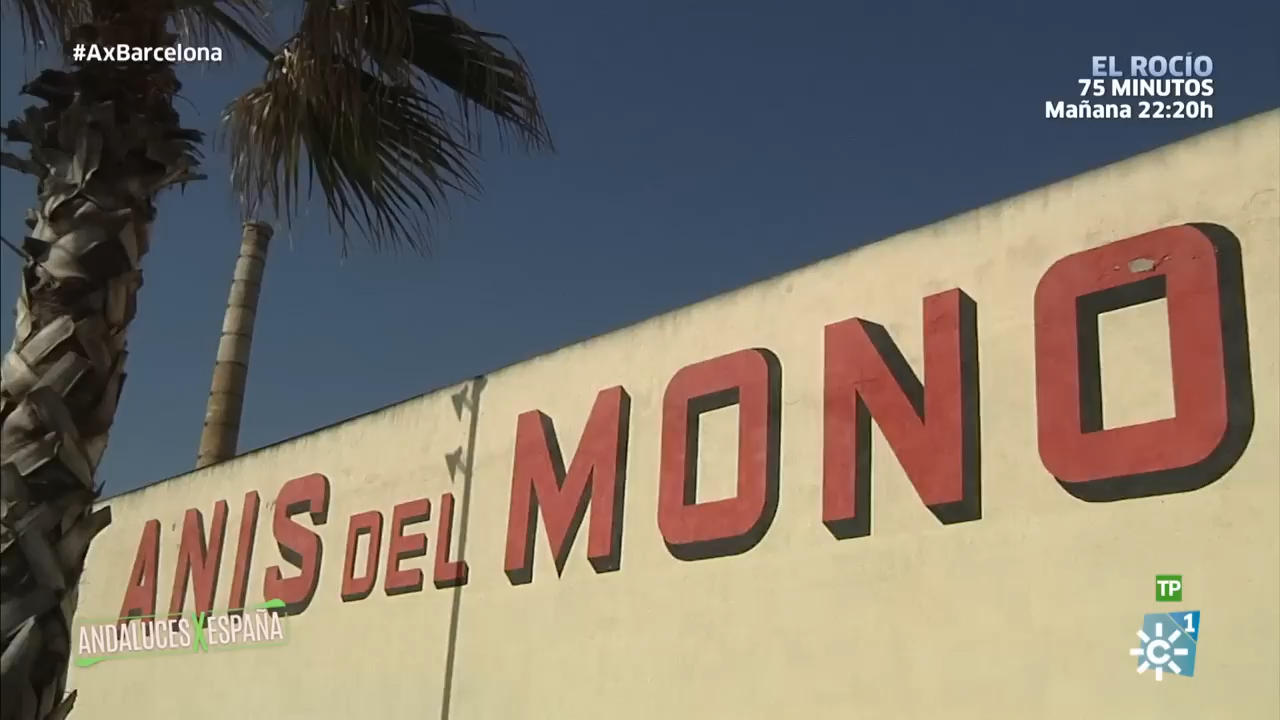 #AxBarcelona
EL ROCÍO
75 MINUTOS
Mañana 22:20h
ANIS DEL MONO
ANDALUCES X ESPAÑA
TP
1
C